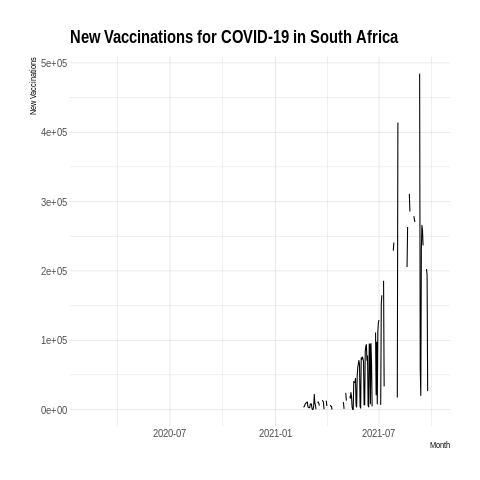 New Vaccinations for COVID-19 in South Africa
New Vaccinations
5e+05
4e+05
3e+05
2e+05
1e+05
0e+00
2020-07
2021-01
2021-07
Month